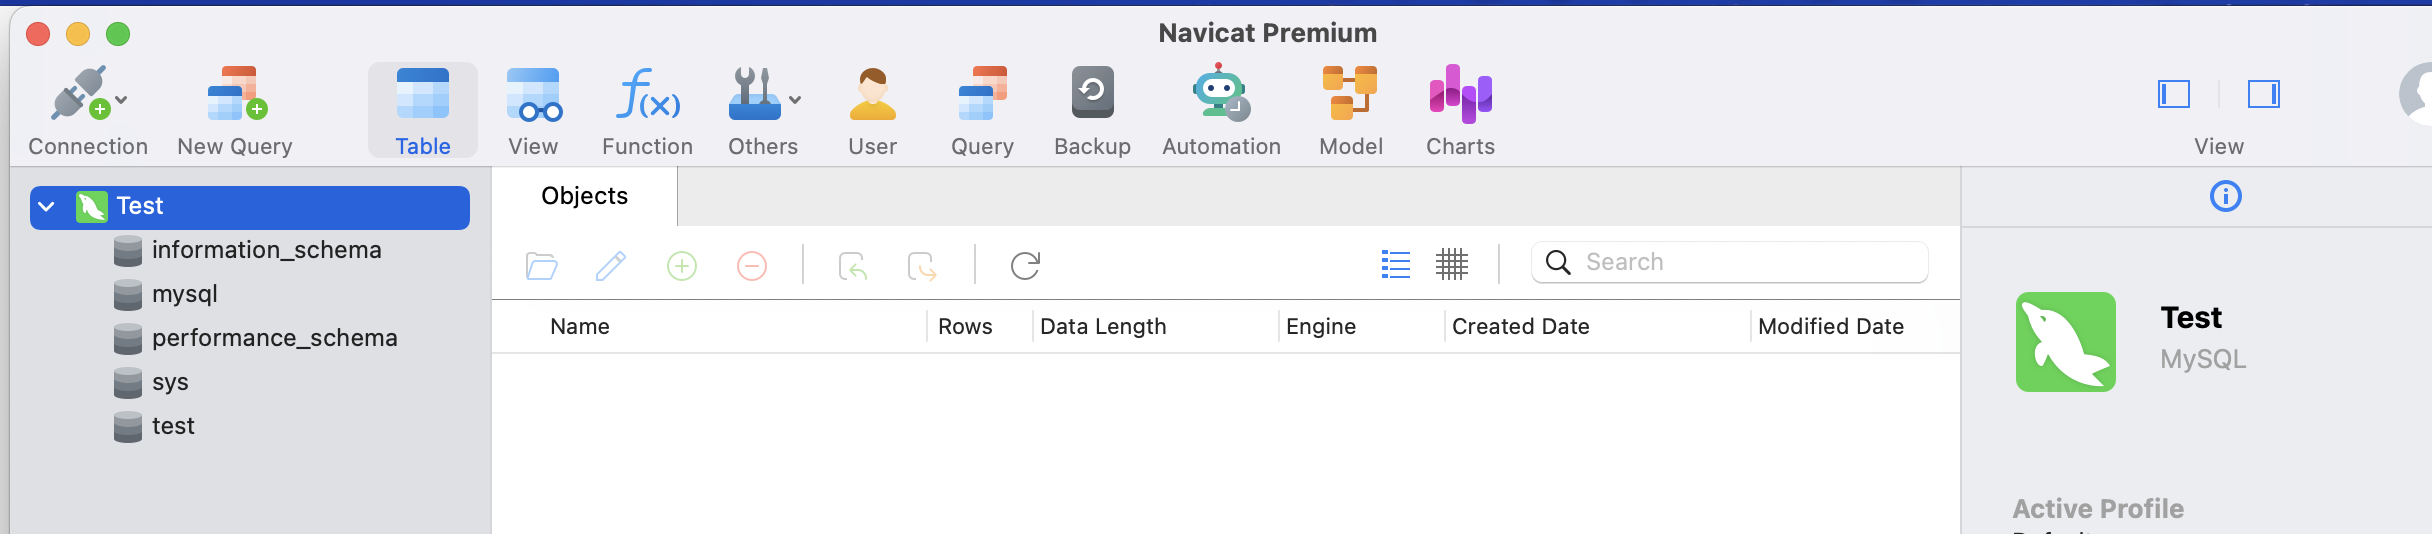 Navicat Premium
Connection New Query Table View Function Others User Query Backup Automation Model Charts View
Test
information_schema
mysql
performance_schema
sys
test
Objects
Search
Name Rows Data Length Engine Created Date Modified Date
Test
MySQL
Active Profile